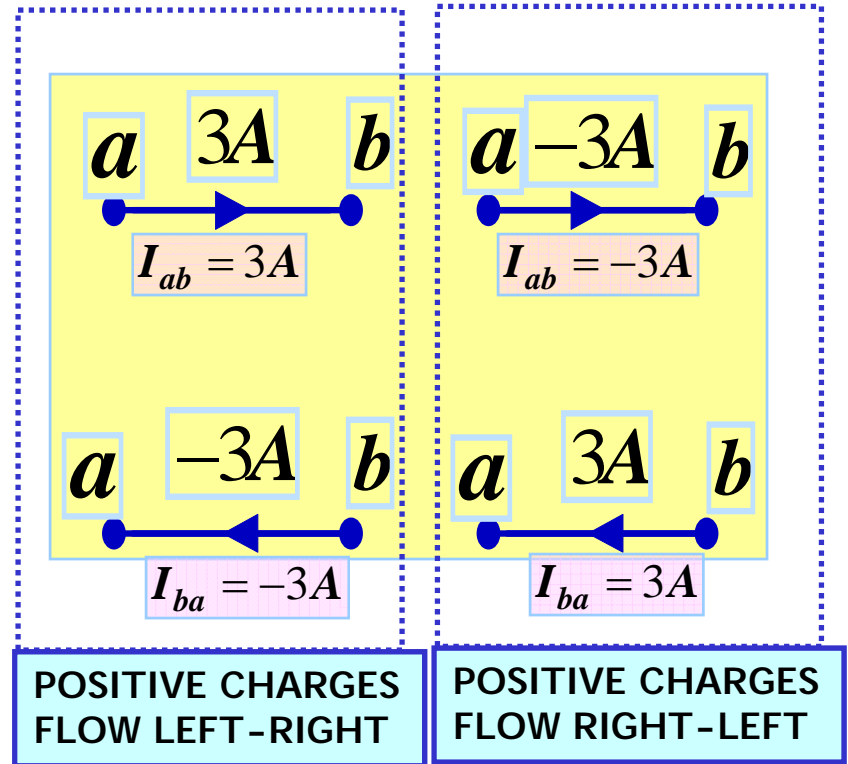 a 3A b
I_ab = 3A
a −3A b
I_ba = −3A
POSITIVE CHARGES
FLOW LEFT-RIGHT
a −3A b
I_ab = −3A
a 3A b
I_ba = 3A
POSITIVE CHARGES
FLOW RIGHT-LEFT